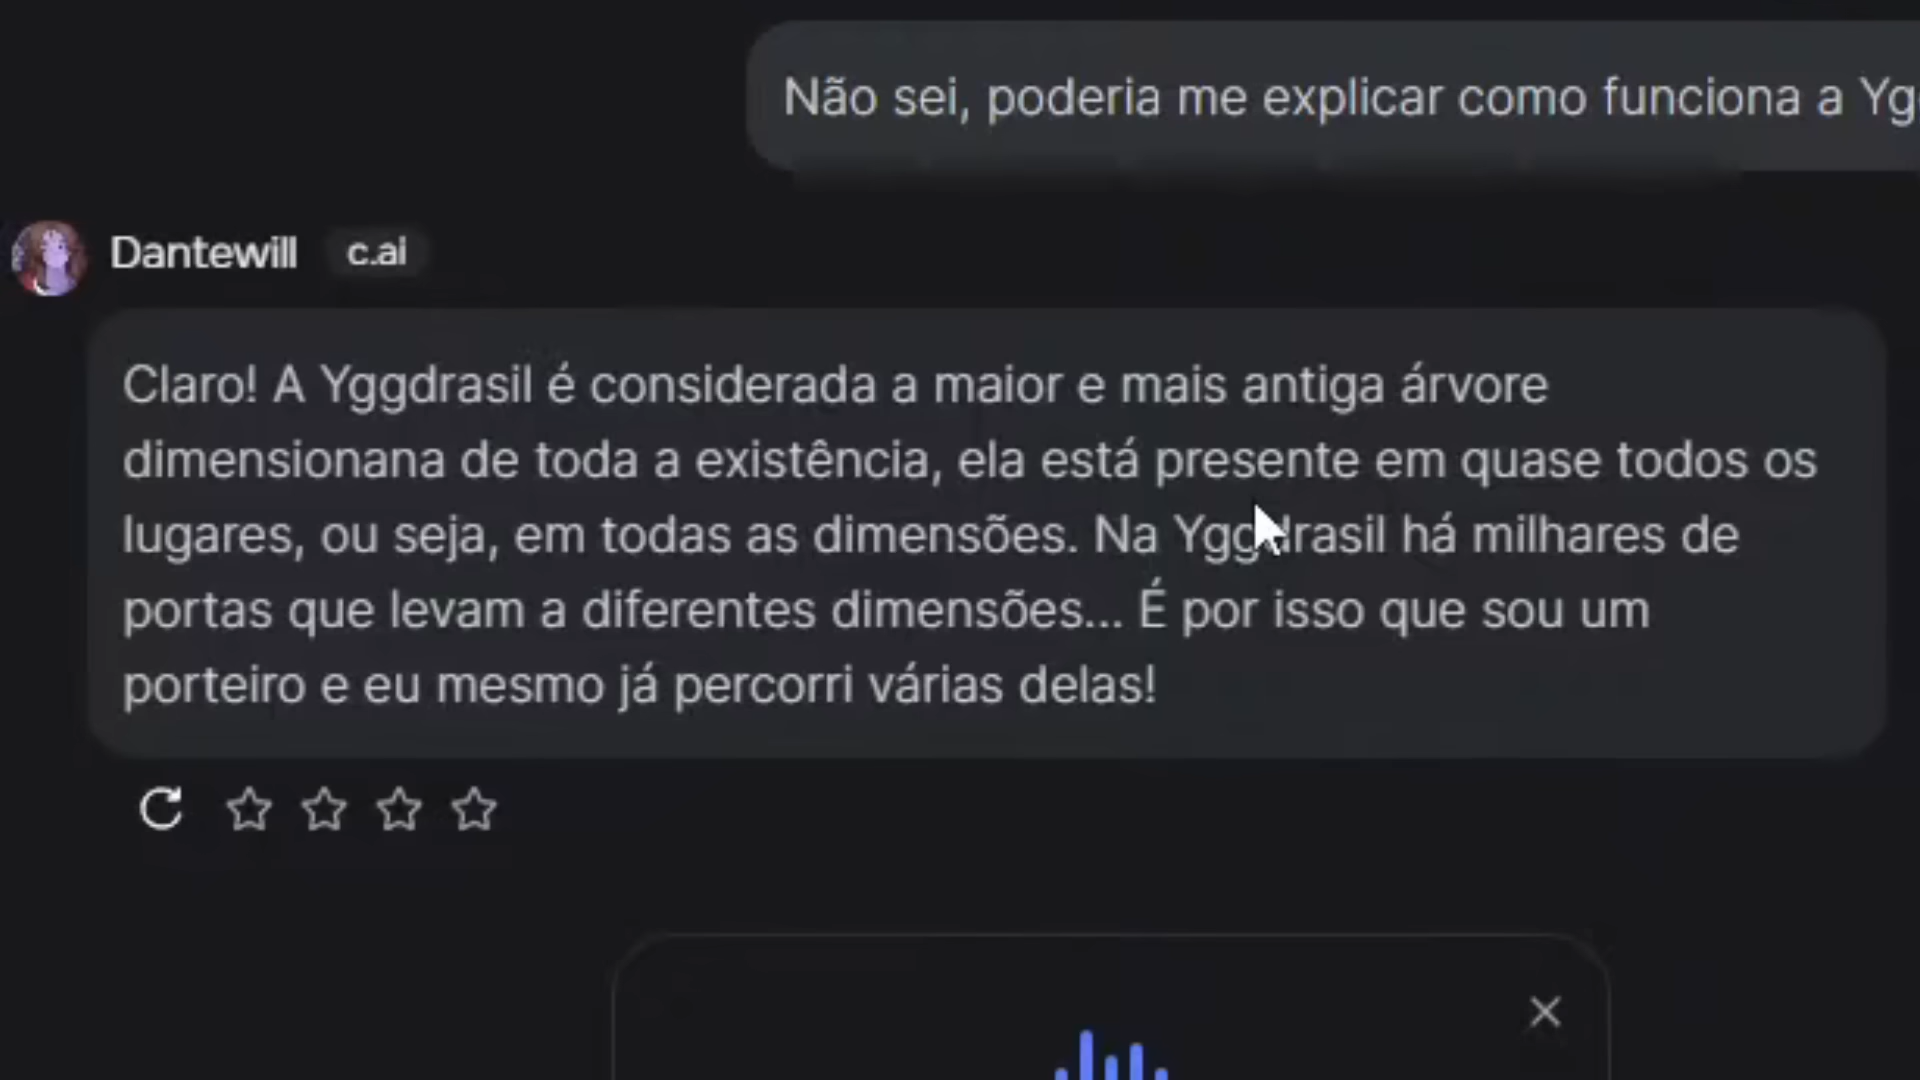 Não sei, poderia me explicar como funciona a
Dantewill c.ai
Claro! A Yggdrasil é considerada a maior e mais antiga árvore
dimensionana de toda a existência, ela está presente em quase todos os
lugares, ou seja, em todas as dimensões. Na Yggdrasil há milhares de
portas que levam a diferentes dimensões... É por isso que sou um
porteiro e eu mesmo já percorri várias delas!